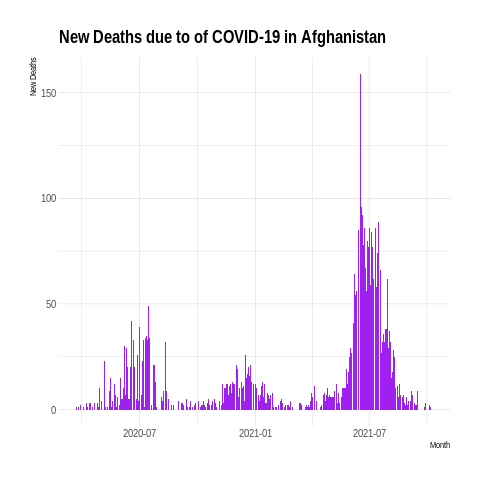 New Deaths due to of COVID-19 in Afghanistan
New Deaths
150
100
50
0
2020-07
2021-01
2021-07
Month